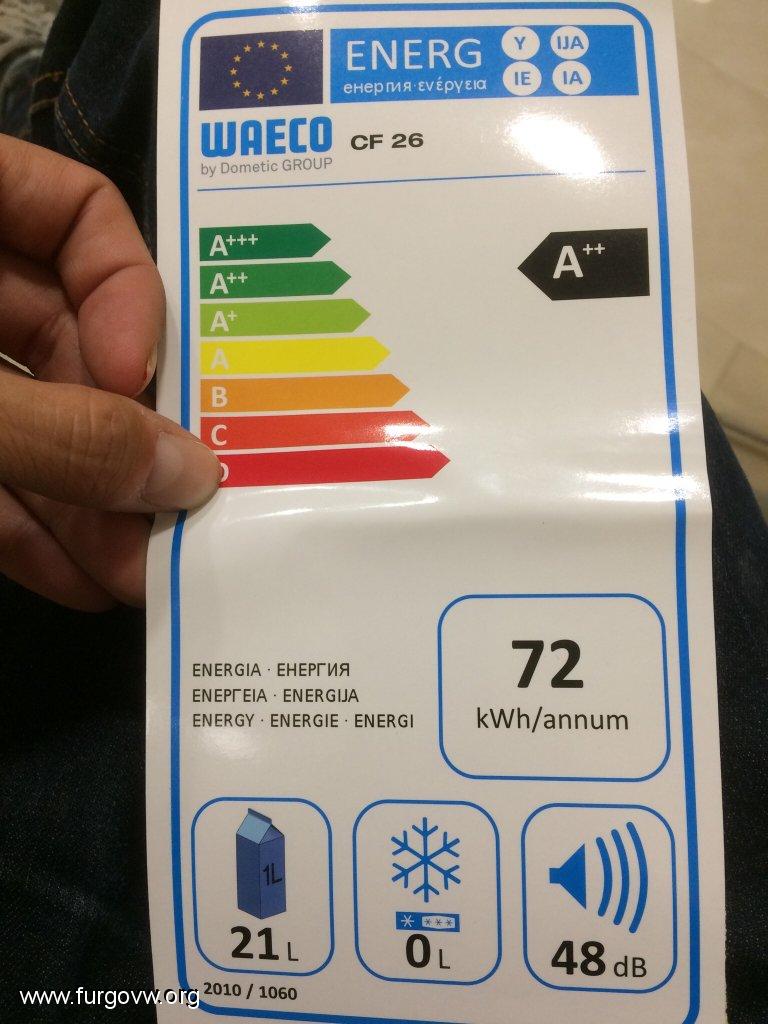 ENERG Y IJA
енергия·ενέργεια IE IA
WAECO CF 26
by Dometic GROUP
A+++
A++
A++
A+
A
B
C
ENERGIA · ЕНЕРГИЯ
ΕΝΕΡΓΕΙΑ · ENERGIJA
ENERGY · ENERGIE · ENERGI
72
kWh/annum
1L
21 L
0 L
48 dB
2010 / 1060
www.furgovw.org